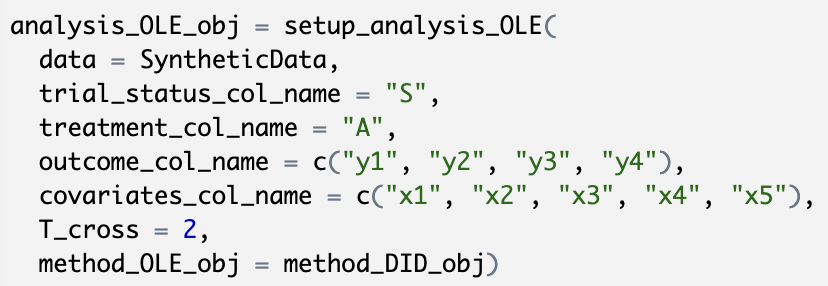 analysis_OLE_obj = setup_analysis_OLE(
  data = SyntheticData,
  trial_status_col_name = "S",
  treatment_col_name = "A",
  outcome_col_name = c("y1", "y2", "y3", "y4"),
  covariates_col_name = c("x1", "x2", "x3", "x4", "x5"),
  T_cross = 2,
  method_OLE_obj = method_DID_obj)